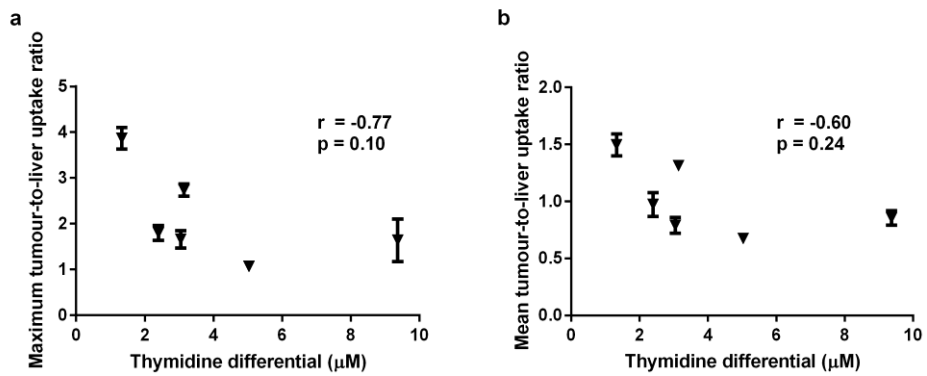 a
Maximum tumour-to-liver uptake ratio
5
4
3
2
1
0
r = -0.77
p = 0.10
0 2 4 6 8 10
Thymidine differential (μM)
b
Mean tumour-to-liver uptake ratio
2.0
1.5
1.0
0.5
0.0
r = -0.60
p = 0.24
0 2 4 6 8 10
Thymidine differential (μM)